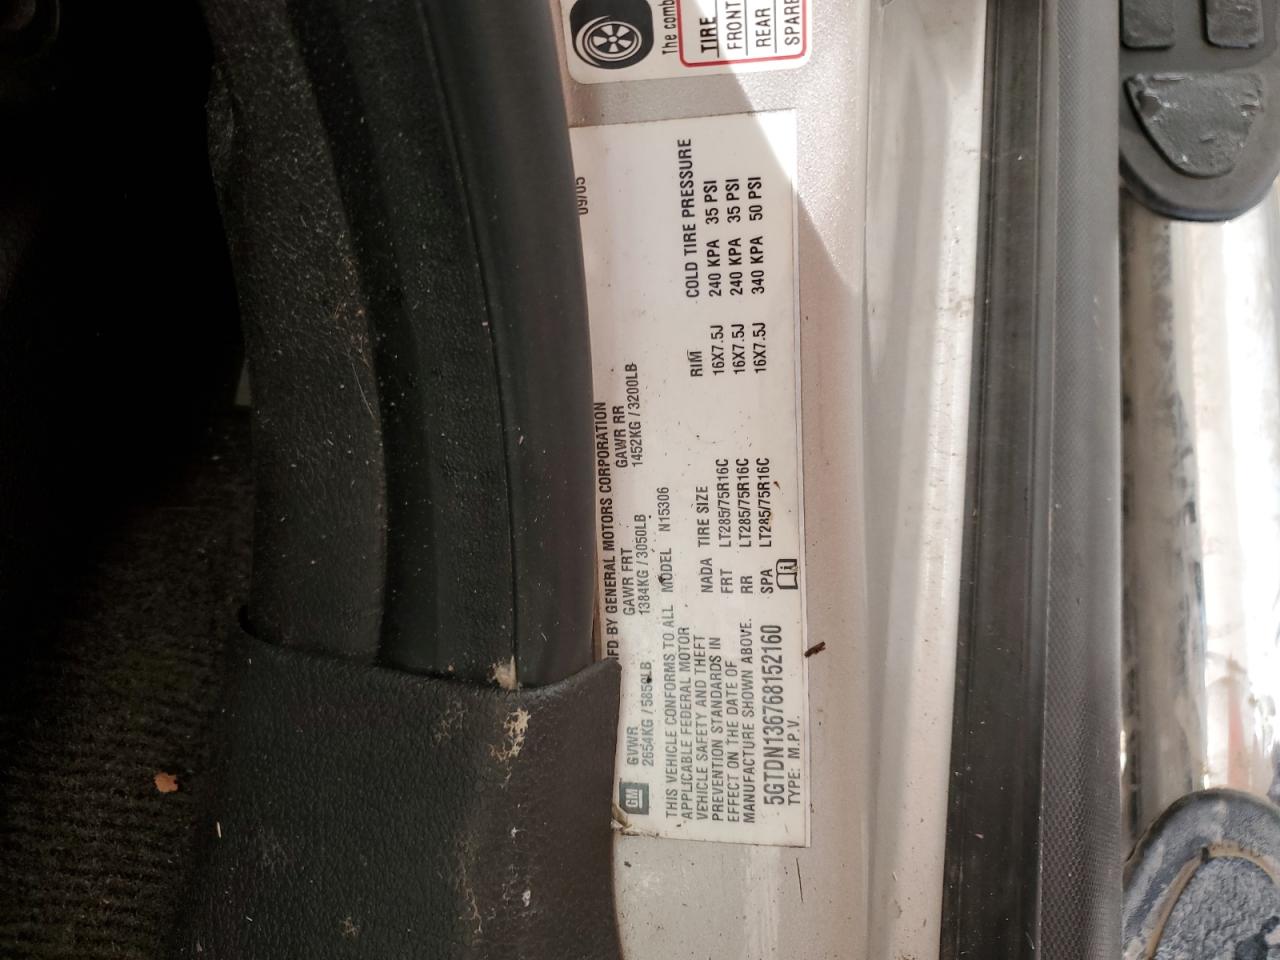 The comb
TIRE
FRONT
REAR
SPARE
09/05
MFD BY GENERAL MOTORS CORPORATION
GM
GVWR GAWR FRT GAWR RR
2654KG / 5850LB 1384KG / 3050LB 1452KG / 3200LB
THIS VEHICLE CONFORMS TO ALL
APPLICABLE FEDERAL MOTOR
VEHICLE SAFETY AND THEFT
PREVENTION STANDARDS IN
EFFECT ON THE DATE OF
MANUFACTURE SHOWN ABOVE.
5GTDN136768152160
TYPE: M.P.V.
MODEL N15306
NADA TIRE SIZE RIM COLD TIRE PRESSURE
FRT LT285/75R16C 16X7.5J 240 KPA 35 PSI
RR LT285/75R16C 16X7.5J 240 KPA 35 PSI
SPA LT285/75R16C 16X7.5J 340 KPA 50 PSI